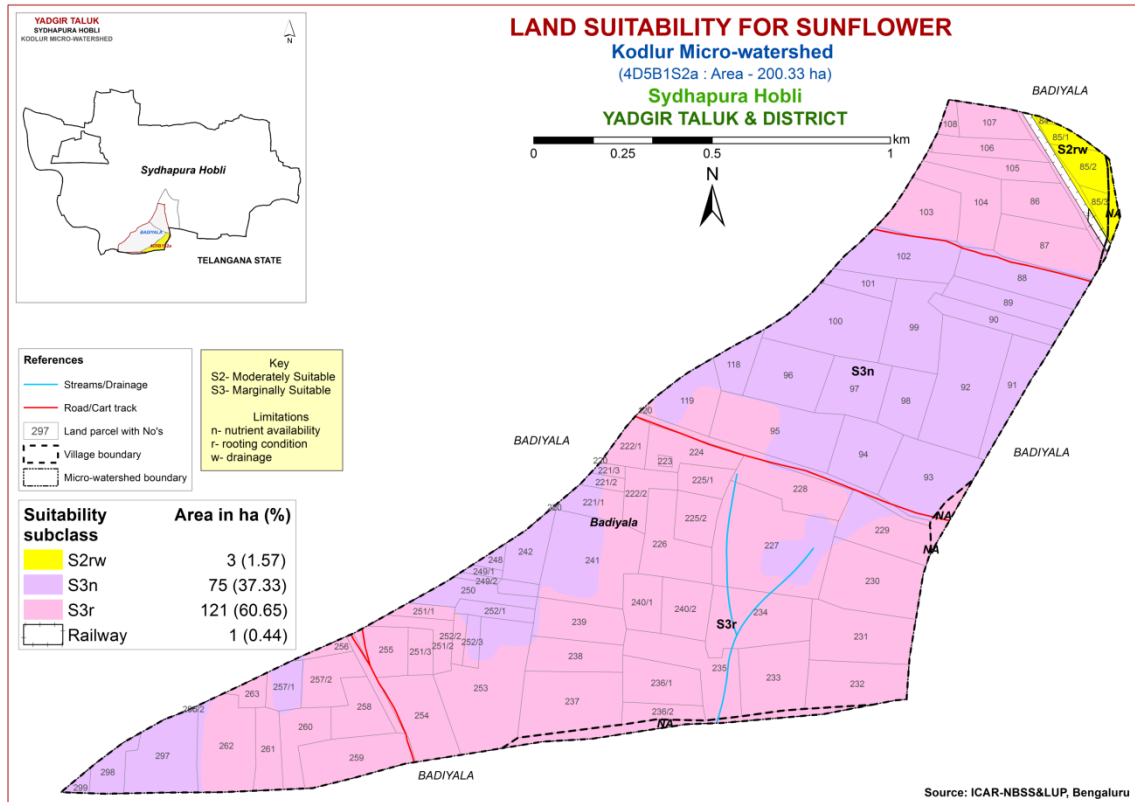 YADGIR TALUK
SYDHAPURA HOBLI
KODLUR MICRO-WATERSHED
N
Sydhapura Hobli
BADIYALA
4D5B1S2a
TELANGANA STATE
LAND SUITABILITY FOR SUNFLOWER
Kodlur Micro-watershed
(4D5B1S2a : Area - 200.33 ha)
Sydhapura Hobli
YADGIR TALUK & DISTRICT
km
0 0.25 0.5 1
N
References
Streams/Drainage
Road/Cart track
297 Land parcel with No's
Village boundary
Micro-watershed boundary
Key
S2- Moderately Suitable
S3- Marginally Suitable
Limitations
n- nutrient availability
r- rooting condition
w- drainage
Suitability Area in ha (%)
subclass
S2rw 3 (1.57)
S3n 75 (37.33)
S3r 121 (60.65)
Railway 1 (0.44)
BADIYALA
108 107 84 85/1
S2rw
106 85/2
105
103 104 86 85/3
NA
87
102 88
101 89
100 99 90
118 96 97 S3n 98 92 91
119
120 95
BADIYALA 94 93 BADIYALA
222/1 224
220 223
221/3 225/1 228
221/2 222/2
221/1 225/2 229 NA
Badiyala NA
226 227
248 242 241 230
249/1
249/2
250 240/1 240/2 234
251/1 252/1 239 S3r 231
256 255 251/3 252/2 252/3
251/2
238 235
263 257/1 257/2 253 236/1 233 232
258 254 237
260 236/2
NA
297 262 261
259
298
299
BADIYALA
Source: ICAR-NBSS&LUP, Bengaluru